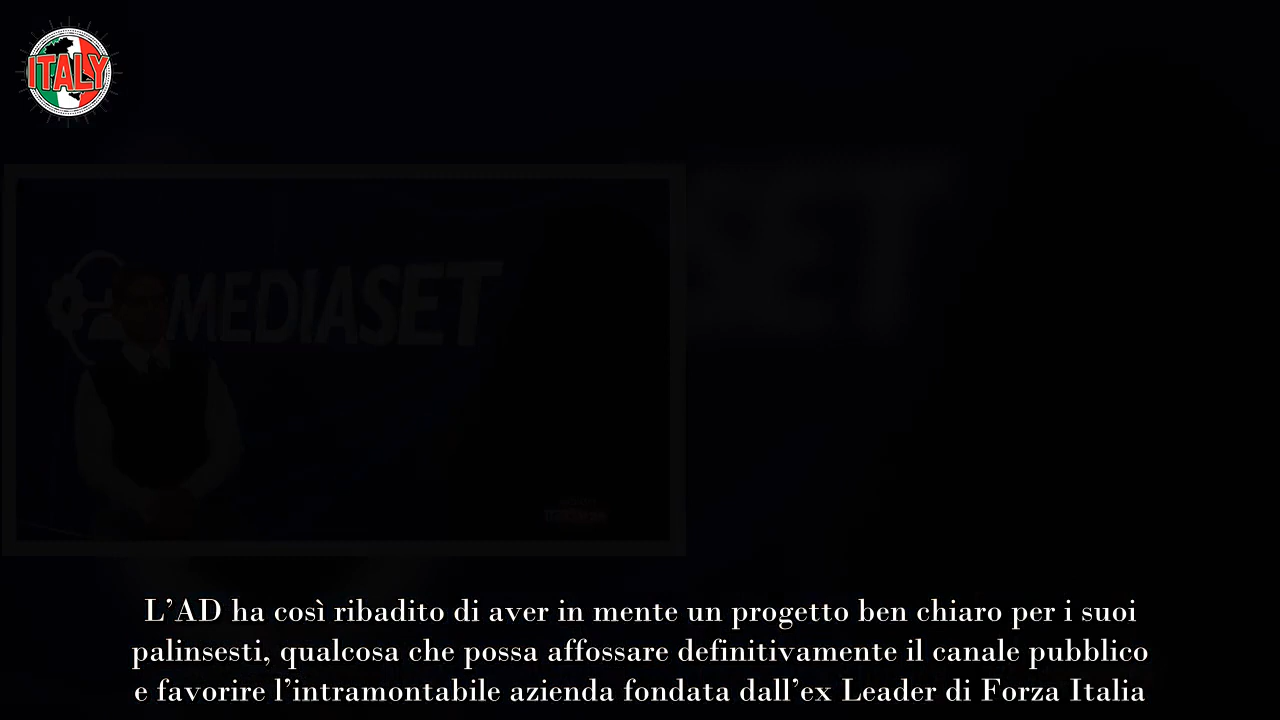 ITALY
MEDIASET
SET
L’AD ha così ribadito di aver in mente un progetto ben chiaro per i suoi
palinsesti, qualcosa che possa affossare definitivamente il canale pubblico
e favorire l’intramontabile azienda fondata dall’ex Leader di Forza Italia